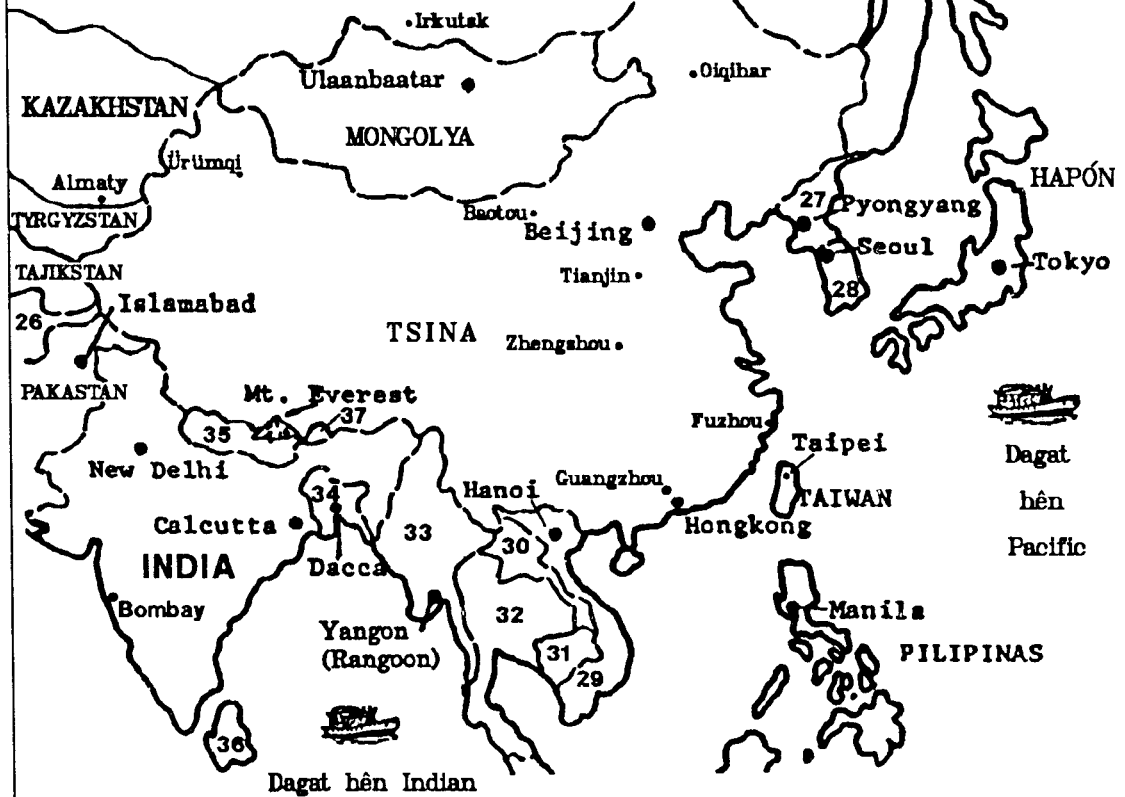 Irkutsk
Ulaanbaatar
Qiqihar
KAZAKHSTAN
MONGOLYA
Ürümqi
HAPÓN
Almaty
27
Pyongyang
Baotou
TYRGYZSTAN
Beijing
Seoul
Tokyo
TAJIKSTAN
Tianjin
28
Islamabad
26
TSINA
Zhengshou
PAKASTAN
Mt. Everest
37
35
Fuzhou
Taipei
Dagat
hên
Pacific
New Delhi
34
Hanoi
Guangzhou
TAIWAN
Calcutta
33
Hongkong
30
INDIA
Dacca
Bombay
32
Manila
Yangon
(Rangoon)
31
PILIPINAS
29
36
Dagat hên Indian